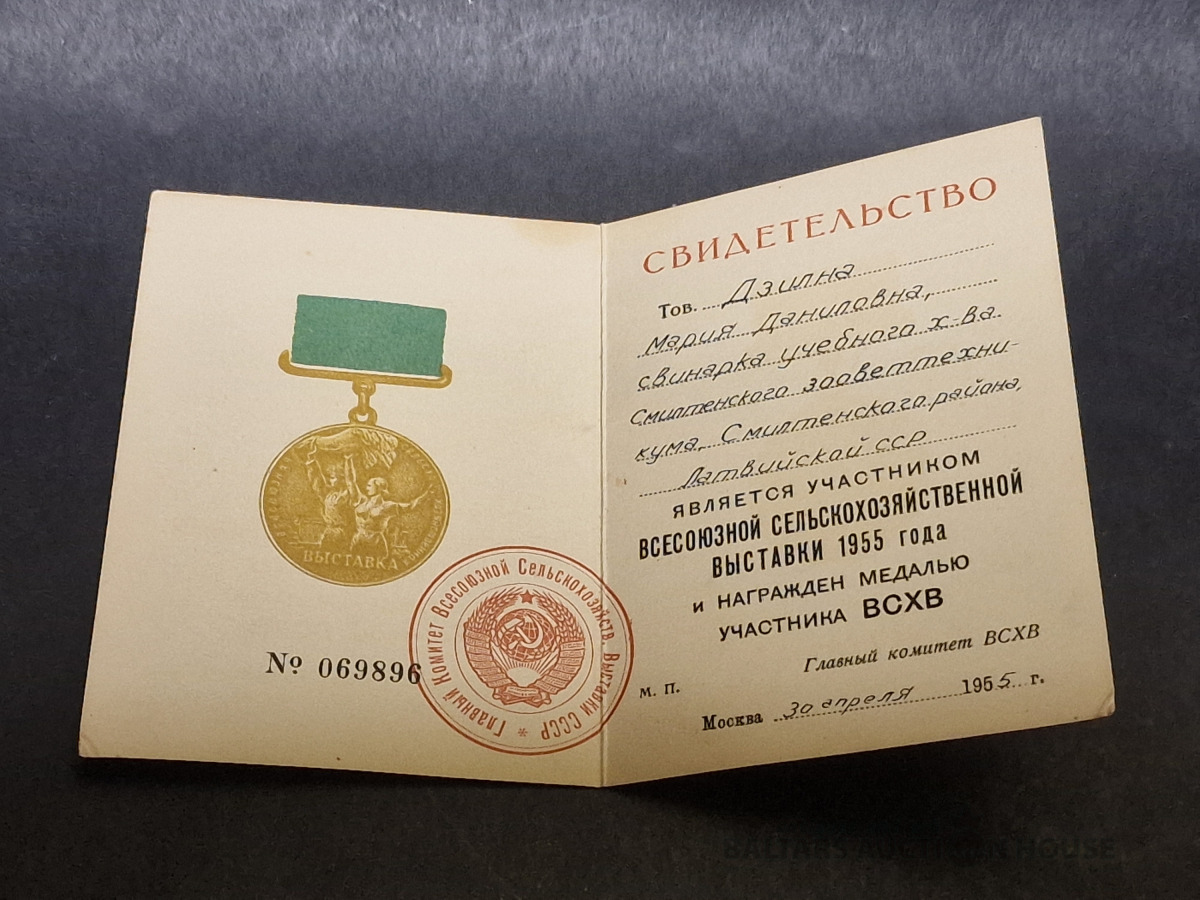 ВЫСТАВКА
№ 069896
Главный Комитет Всесоюзной Сельскохозяйств. Выставки СССР *
СВИДЕТЕЛЬСТВО
Тов. Дзилна
Мария Даниловна,
свинарка учебного х-ва
Смилтенского зооветтехни-
кума, Смилтенского района,
Латвийской ССР
ЯВЛЯЕТСЯ УЧАСТНИКОМ
ВСЕСОЮЗНОЙ СЕЛЬСКОХОЗЯЙСТВЕННОЙ
ВЫСТАВКИ 1955 года
и НАГРАЖДЕН МЕДАЛЬЮ
УЧАСТНИКА ВСХВ
Главный комитет ВСХВ
М. П.
Москва 30 апреля 1955 г.
BALTARS AUCTION HOUSE